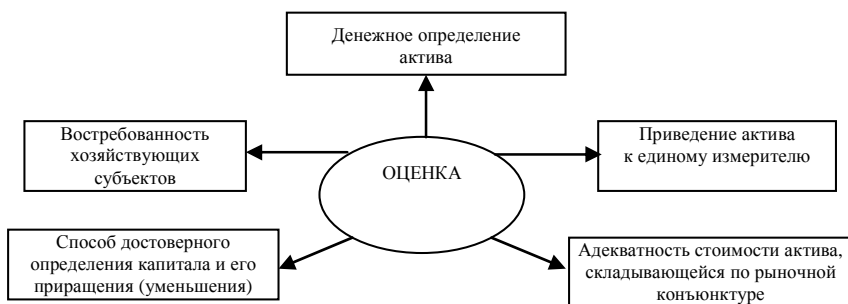 Денежное определение
актива
Востребованность
хозяйствующих
субъектов
Приведение актива
к единому измерителю
ОЦЕНКА
Способ достоверного
определения капитала и его
приращения (уменьшения)
Адекватность стоимости актива,
складывающейся по рыночной
конъюнктуре